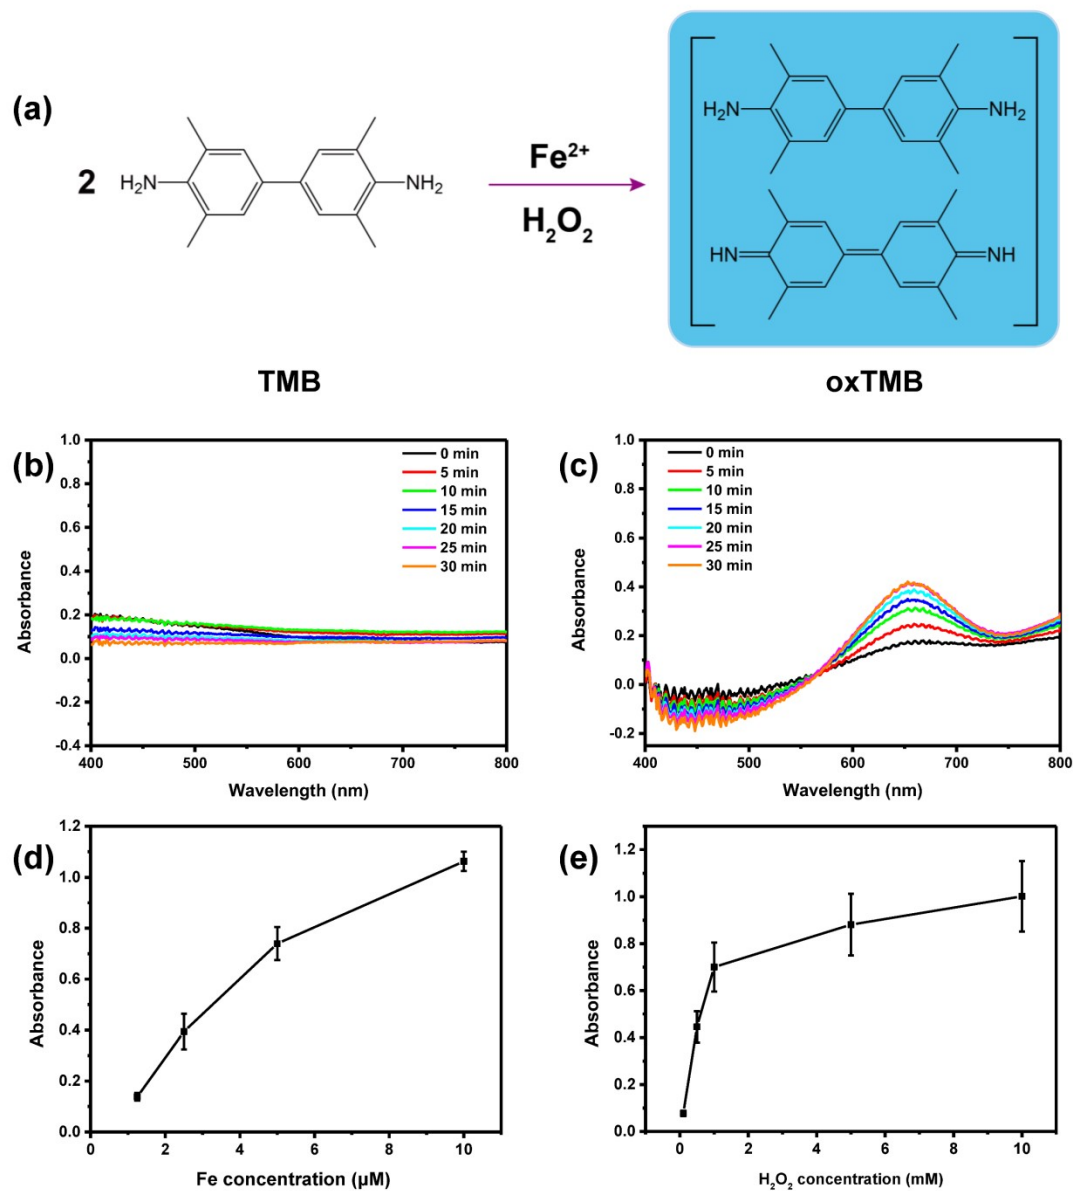 (a)
2
H₂N
NH₂
Fe²⁺
H₂O₂
H₂N
NH₂
HN
NH
TMB
oxTMB
(b)
1.0
0.8
0.6
0.4
0.2
0.0
-0.2
-0.4
Absorbance
400 500 600 700 800
Wavelength (nm)
0 min
5 min
10 min
15 min
20 min
25 min
30 min
(c)
1.0
0.8
0.6
0.4
0.2
0.0
-0.2
Absorbance
400 500 600 700 800
Wavelength (nm)
0 min
5 min
10 min
15 min
20 min
25 min
30 min
(d)
1.2
1.0
0.8
0.6
0.4
0.2
0.0
Absorbance
0 2 4 6 8 10
Fe concentration (µM)
(e)
1.2
1.0
0.8
0.6
0.4
0.2
0.0
Absorbance
0 2 4 6 8 10
H₂O₂ concentration (mM)